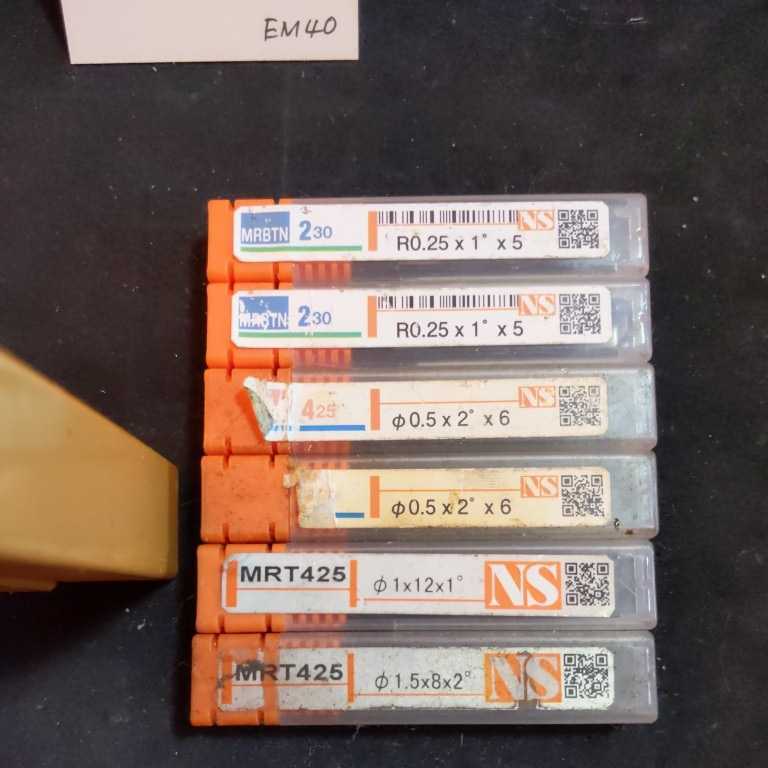 EM40
MRBTN 230 NS
R0.25 x 1° x 5
MRBTN 230 NS
R0.25 x 1° x 5
425 NS
φ0.5 x 2° x 6
NS
φ0.5 x 2° x 6
MRT425 φ1x12x1° NS
MRT425 φ1.5x8x2° NS